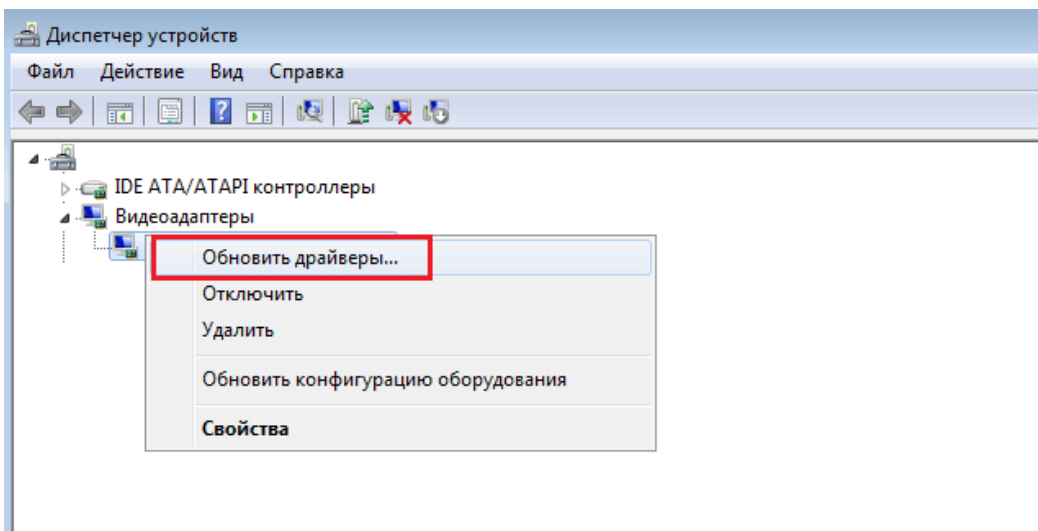 Диспетчер устройств
Файл Действие Вид Справка
IDE ATA/ATAPI контроллеры
Видеоадаптеры
Обновить драйверы...
Отключить
Удалить
Обновить конфигурацию оборудования
Свойства